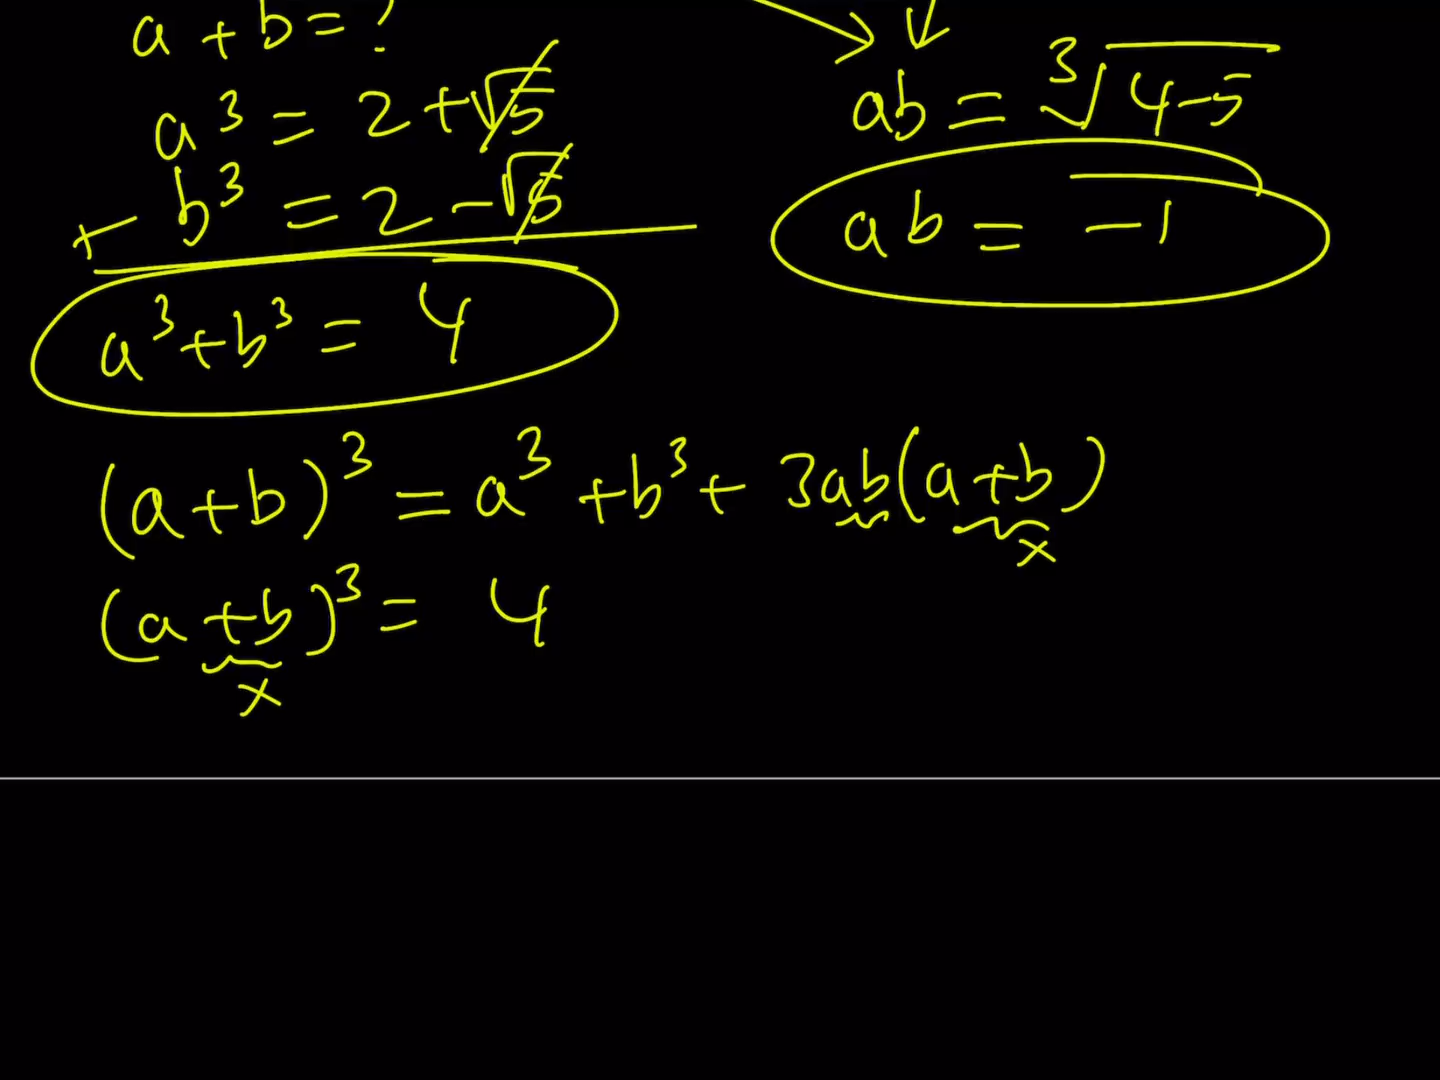 a + b = ?
a³ = 2 + √5
+ b³ = 2 - √5
a³ + b³ = 4
ab = ∛(4-5)
ab = -1
(a+b)³ = a³ + b³ + 3ab(a+b)
x
(a+b)³ = 4
x